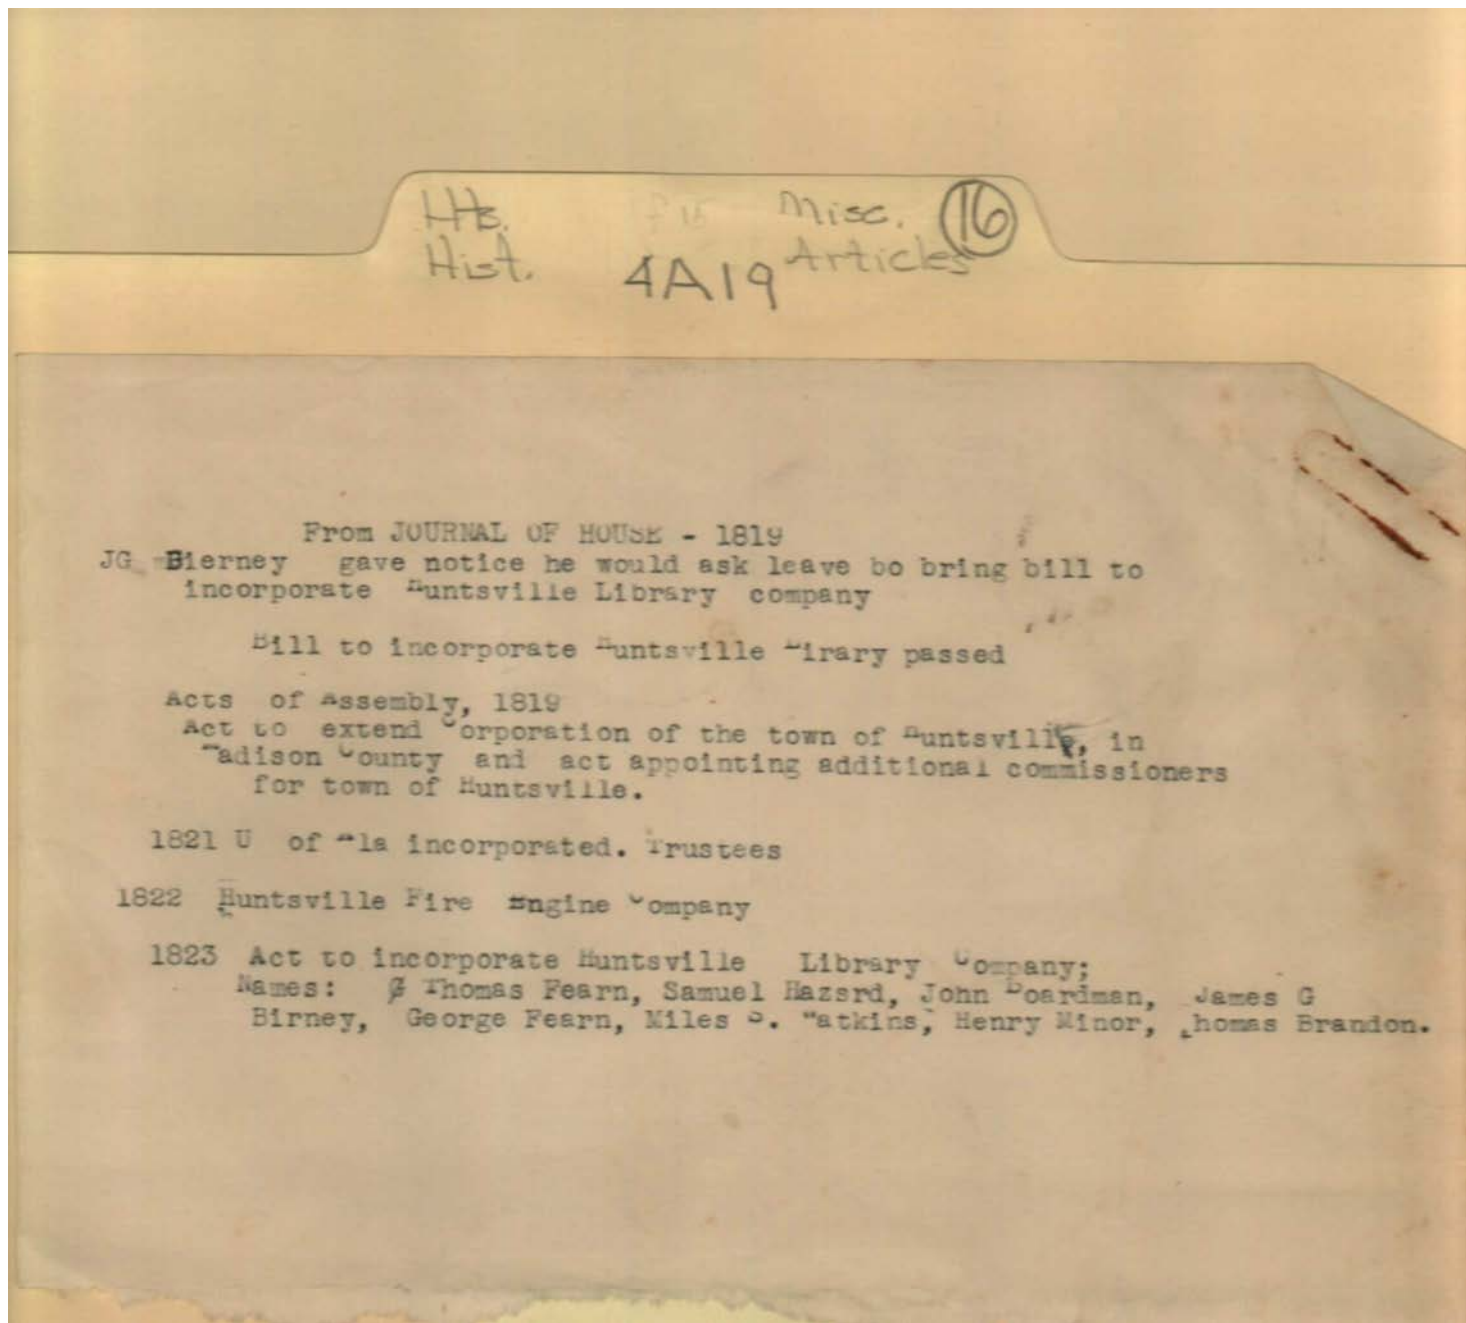 Hts. Misc. 16
Hist. 4A19 Articles
From JOURNAL OF HOUSE - 1819
JG Bierney gave notice he would ask leave bo bring bill to
incorporate Huntsville Library company
Bill to incorporate Huntsville Lirary passed
Acts of Assembly, 1819
Act to extend Corporation of the town of Huntsville, in
Madison County and act appointing additional commissioners
for town of Huntsville.
1821 U of Ala incorporated. Trustees
1822 Huntsville Fire Engine Company
1823 Act to incorporate Huntsville Library Company;
Names: Thomas Fearn, Samuel Hazard, John Boardman, James G
Birney, George Fearn, Miles S. Watkins, Henry Minor, Thomas Brandon.